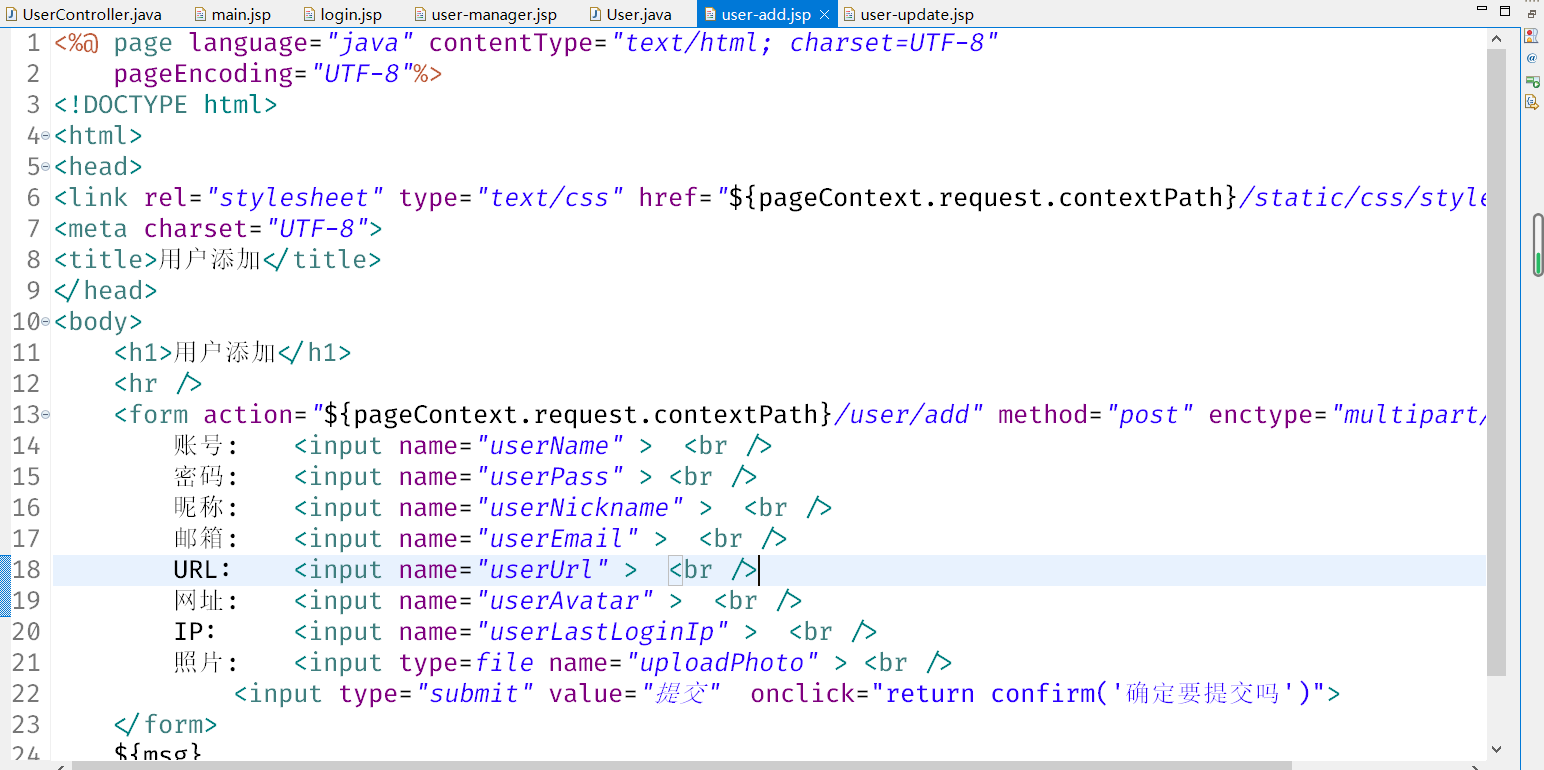 UserController.java main.jsp login.jsp user-manager.jsp User.java user-add.jsp user-update.jsp
1 <%@ page language="java" contentType="text/html; charset=UTF-8"
2     pageEncoding="UTF-8"%>
3 <!DOCTYPE html>
4 <html>
5 <head>
6 <link rel="stylesheet" type="text/css" href="${pageContext.request.contextPath}/static/css/style
7 <meta charset="UTF-8">
8 <title>用户添加</title>
9 </head>
10 <body>
11     <h1>用户添加</h1>
12     <hr />
13     <form action="${pageContext.request.contextPath}/user/add" method="post" enctype="multipart/
14         账号:    <input name="userName" >  <br />
15         密码:    <input name="userPass" > <br />
16         昵称:    <input name="userNickname" >  <br />
17         邮箱:    <input name="userEmail" >  <br />
18         URL:    <input name="userUrl" >  <br />
19         网址:    <input name="userAvatar" >  <br />
20         IP:     <input name="userLastLoginIp" >  <br />
21         照片:    <input type=file name="uploadPhoto" > <br />
22             <input type="submit" value="提交"  onclick="return confirm('确定要提交吗')">
23     </form>
24     ${msg}